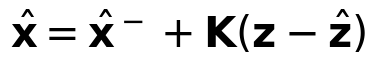 x̂ = x̂⁻ + K(z − ẑ)